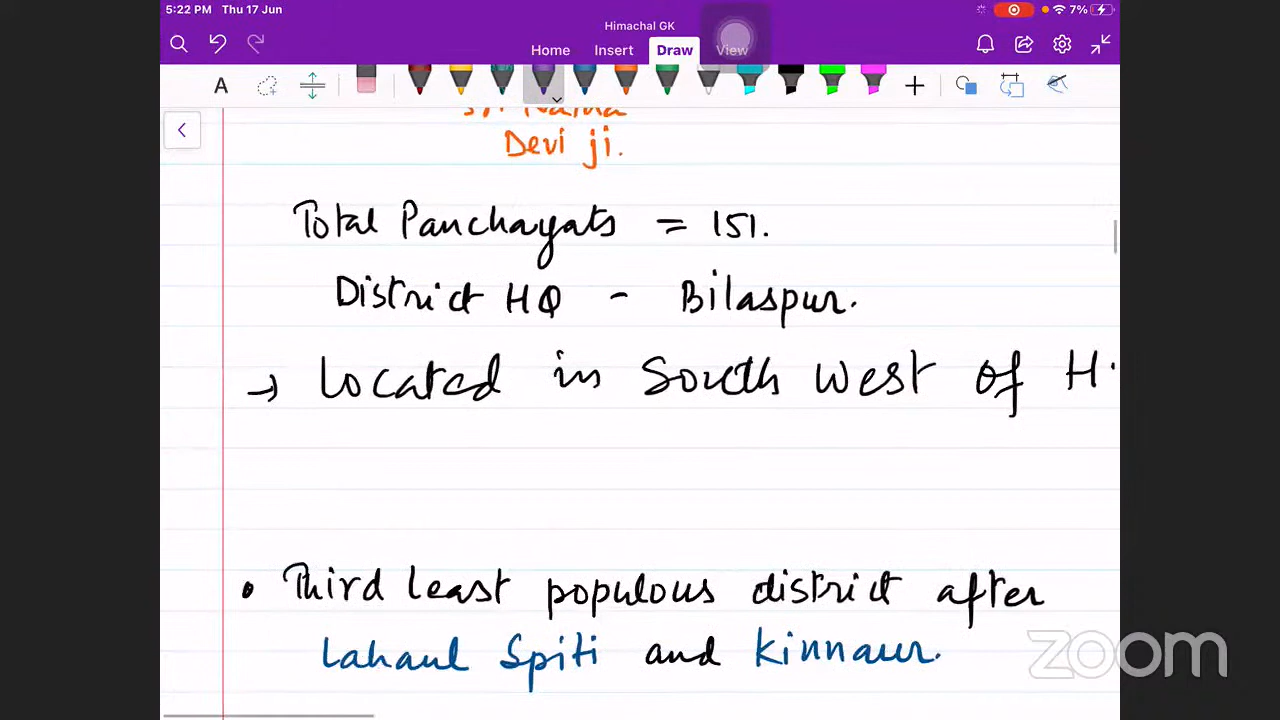 5:22 PM Thu 17 Jun
7%
Himachal GK
Home Insert Draw View
A
Devi ji.
Total Panchayats = 151.
District HQ - Bilaspur.
→ Located in South West of H.
• Third least populous district after
Lahaul Spiti and Kinnaur.
zoom